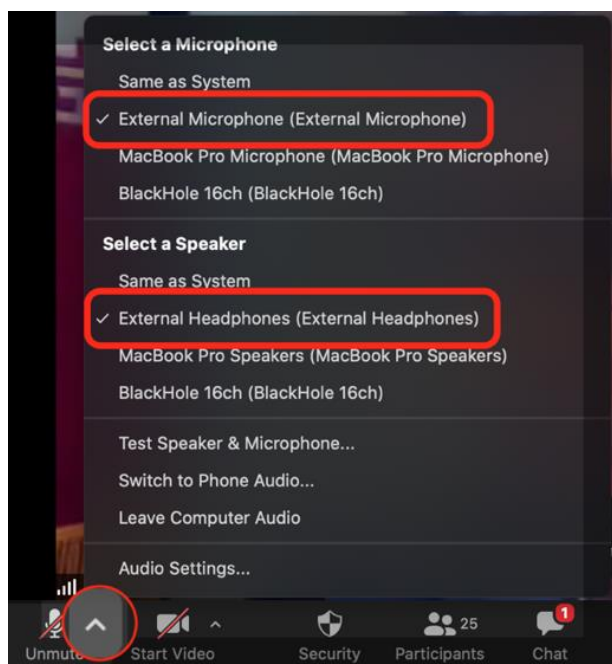 Select a Microphone
Same as System
✓ External Microphone (External Microphone)
MacBook Pro Microphone (MacBook Pro Microphone)
BlackHole 16ch (BlackHole 16ch)
Select a Speaker
Same as System
✓ External Headphones (External Headphones)
MacBook Pro Speakers (MacBook Pro Speakers)
BlackHole 16ch (BlackHole 16ch)
Test Speaker & Microphone...
Switch to Phone Audio...
Leave Computer Audio
Audio Settings...
25
1
Unmute Start Video Security Participants Chat